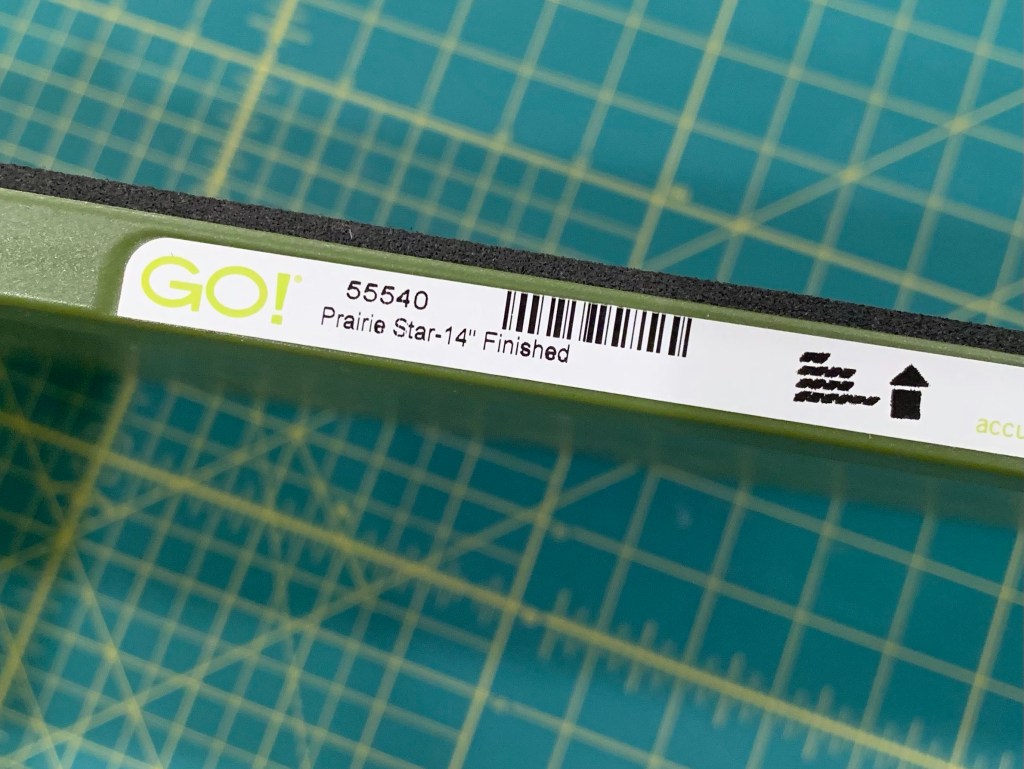 GO!
55540
Prairie Star-14" Finished
accu